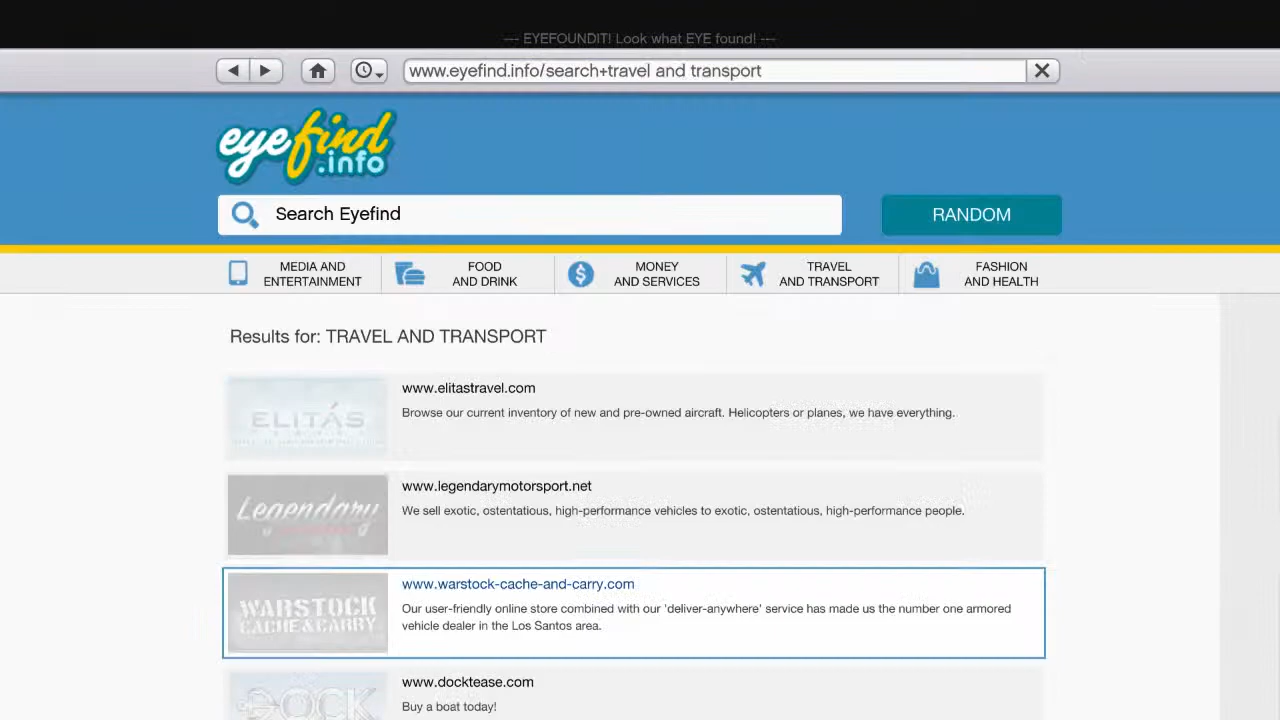 --- EYEFOUNDIT! Look what EYE found! ---
www.eyefind.info/search+travel and transport
eyefind
.info
Search Eyefind
RANDOM
MEDIA AND
ENTERTAINMENT
FOOD
AND DRINK
MONEY
AND SERVICES
TRAVEL
AND TRANSPORT
FASHION
AND HEALTH
Results for: TRAVEL AND TRANSPORT
ELITÁS
www.elitastravel.com
Browse our current inventory of new and pre-owned aircraft. Helicopters or planes, we have everything.
Legendary
www.legendarymotorsport.net
We sell exotic, ostentatious, high-performance vehicles to exotic, ostentatious, high-performance people.
WARSTOCK
CACHE & CARRY
www.warstock-cache-and-carry.com
Our user-friendly online store combined with our 'deliver-anywhere' service has made us the number one armored
vehicle dealer in the Los Santos area.
DOCK
www.docktease.com
Buy a boat today!